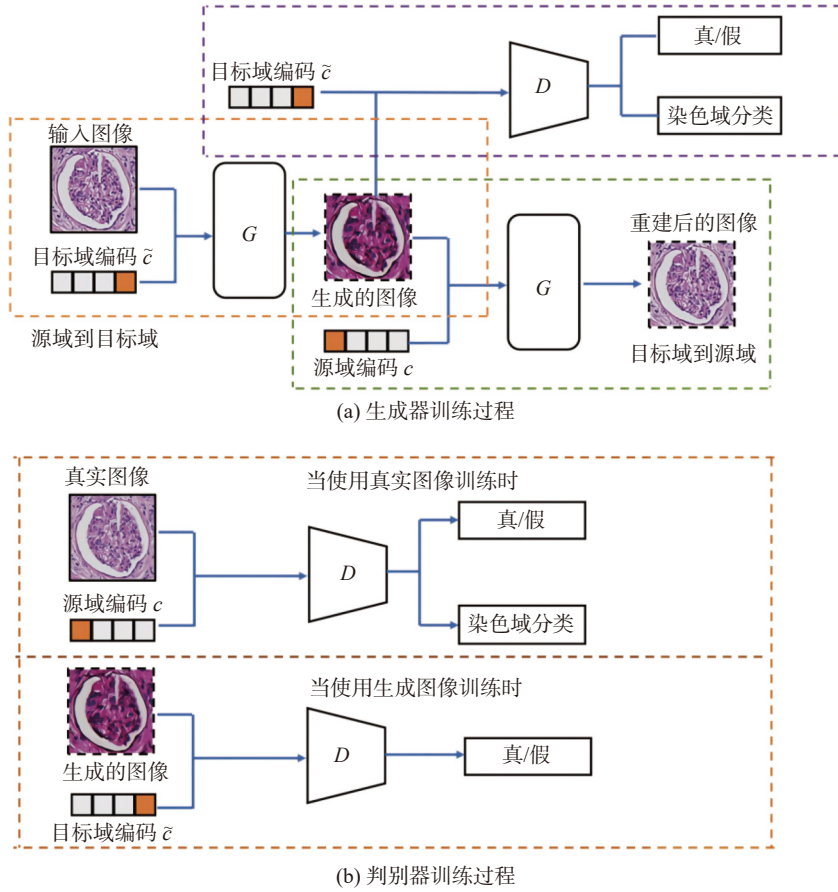 目标域编码 c̃
D
真/假
染色域分类
输入图像
目标域编码 c̃
G
生成的图像
源域到目标域
源域编码 c
G
重建后的图像
目标域到源域
(a) 生成器训练过程
真实图像
当使用真实图像训练时
真/假
D
源域编码 c
染色域分类
当使用生成图像训练时
D
真/假
生成的图像
目标域编码 c̃
(b) 判别器训练过程